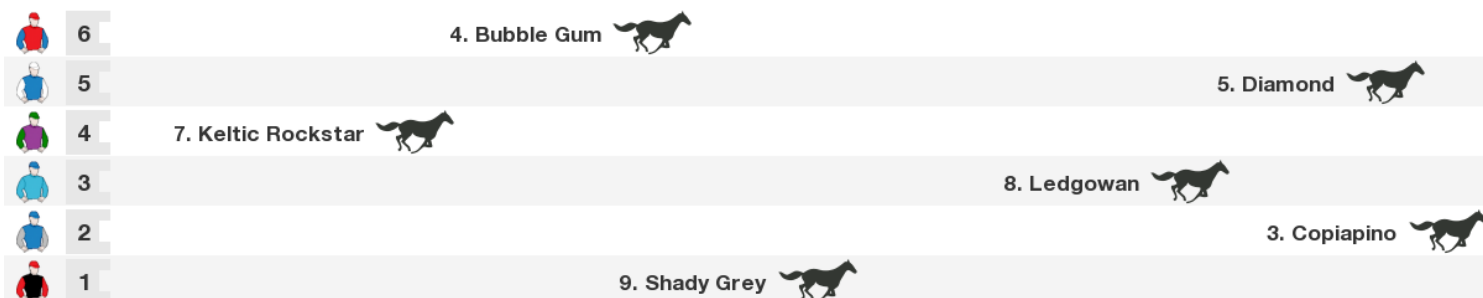 6 4. Bubble Gum
5 5. Diamond
4 7. Keltic Rockstar
3 8. Ledgowan
2 3. Copiapino
1 9. Shady Grey